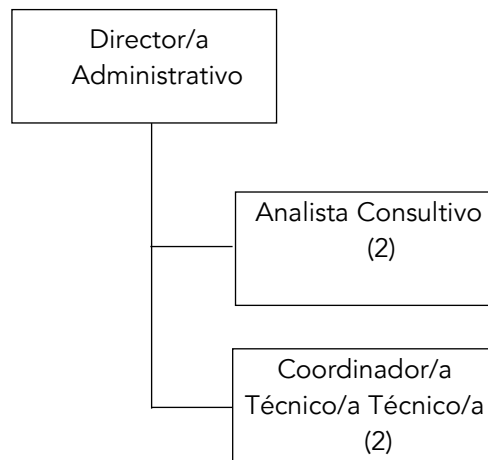 Director/a
Administrativo
Analista Consultivo
(2)
Coordinador/a
Técnico/a Técnico/a
(2)